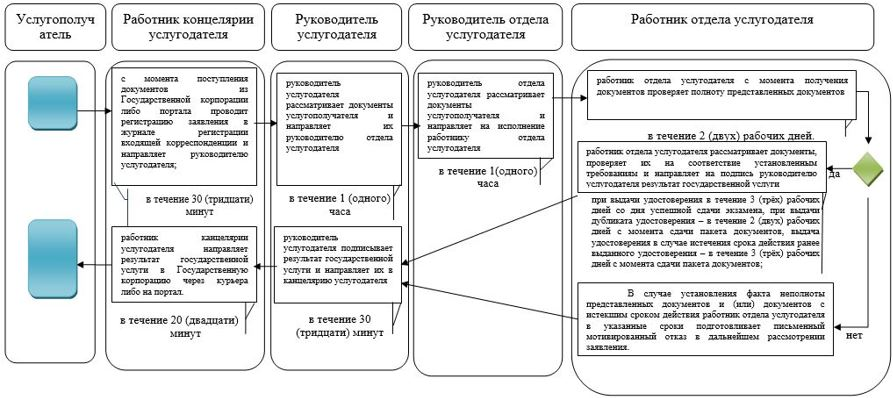 Услугополуч
атель
Работник концелярии
услугодателя
Руководитель
услугодателя
Руководитель отдела
услугодателя
Работник отдела услугодателя
с момента поступления
документов из
Государственной корпорации
либо портала проводит
регистрацию заявления в
журнале регистрации
входящей корреспонденции и
направляет руководителю
услугодателя;
в течение 30 (тридцати)
минут
руководитель
услугодателя
рассматривает документы
услугополучателя и
направляет их
руководителю отдела
услугодателя
в течение 1 (одного)
часа
руководитель отдела
услугодателя рассматривает
документы
услугополучателя и
направляет на исполнение
работнику отдела
услугодателя
в течение 1(одного)
часа
работник отдела услугодателя с момента получения
документов проверяет полноту представленных документов
в течение 2 (двух) рабочих дней.
работник отдела услугодателя рассматривает документы,
проверяет их на соответствие установленным
требованиям и направляет на подпись руководителю
услугодателя результат государственной услуги
да
при выдачи удостоверения в течение 3 (трёх) рабочих
дней со дня успешной сдачи экзамена, при выдачи
дубликата удостоверения – в течение 2 (двух) рабочих
дней с момента сдачи пакета документов, выдача
удостоверения в случае истечения срока действия ранее
выданного удостоверения – в течение 3 (трёх) рабочих
дней с момента сдачи пакета документов;
работник канцелярии
услугодателя направляет
результат государственной
услуги в Государственную
корпорацию через курьера
либо на портал.
в течение 20 (двадцати)
минут
руководитель
услугодателя подписывает
результат государственной
услуги и направляет их в
канцелярию услугодателя
в течение 30
(тридцати) минут
В случае установления факта неполноты
представленных документов и (или) документов с
истекшим сроком действия работник отдела услугодателя
в указанные сроки подготовливает письменный
мотивированный отказ в дальнейшем рассмотрении
заявления.
нет